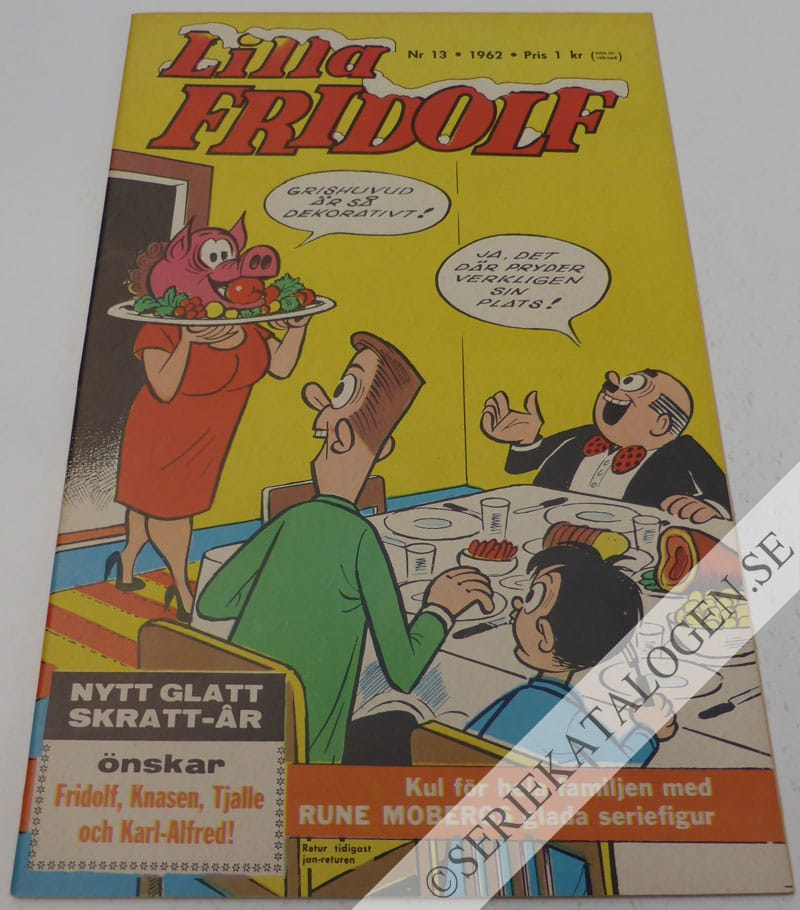 Lilla
FRIDOLF
Nr 13 • 1962 • Pris 1 kr
GRISHUVUD
ÄR SÅ
DEKORATIVT!
JA, DET
DÄR PRYDER
VERKLIGEN
SIN
PLATS!
NYTT GLATT
SKRATT-ÅR
önskar
Fridolf, Knasen, Tjalle
och Karl-Alfred!
Kul för hela familjen med
RUNE MOBERGS glada seriefigur
Retur tidigast
jan-returen
©SERIEKATALOGEN.SE